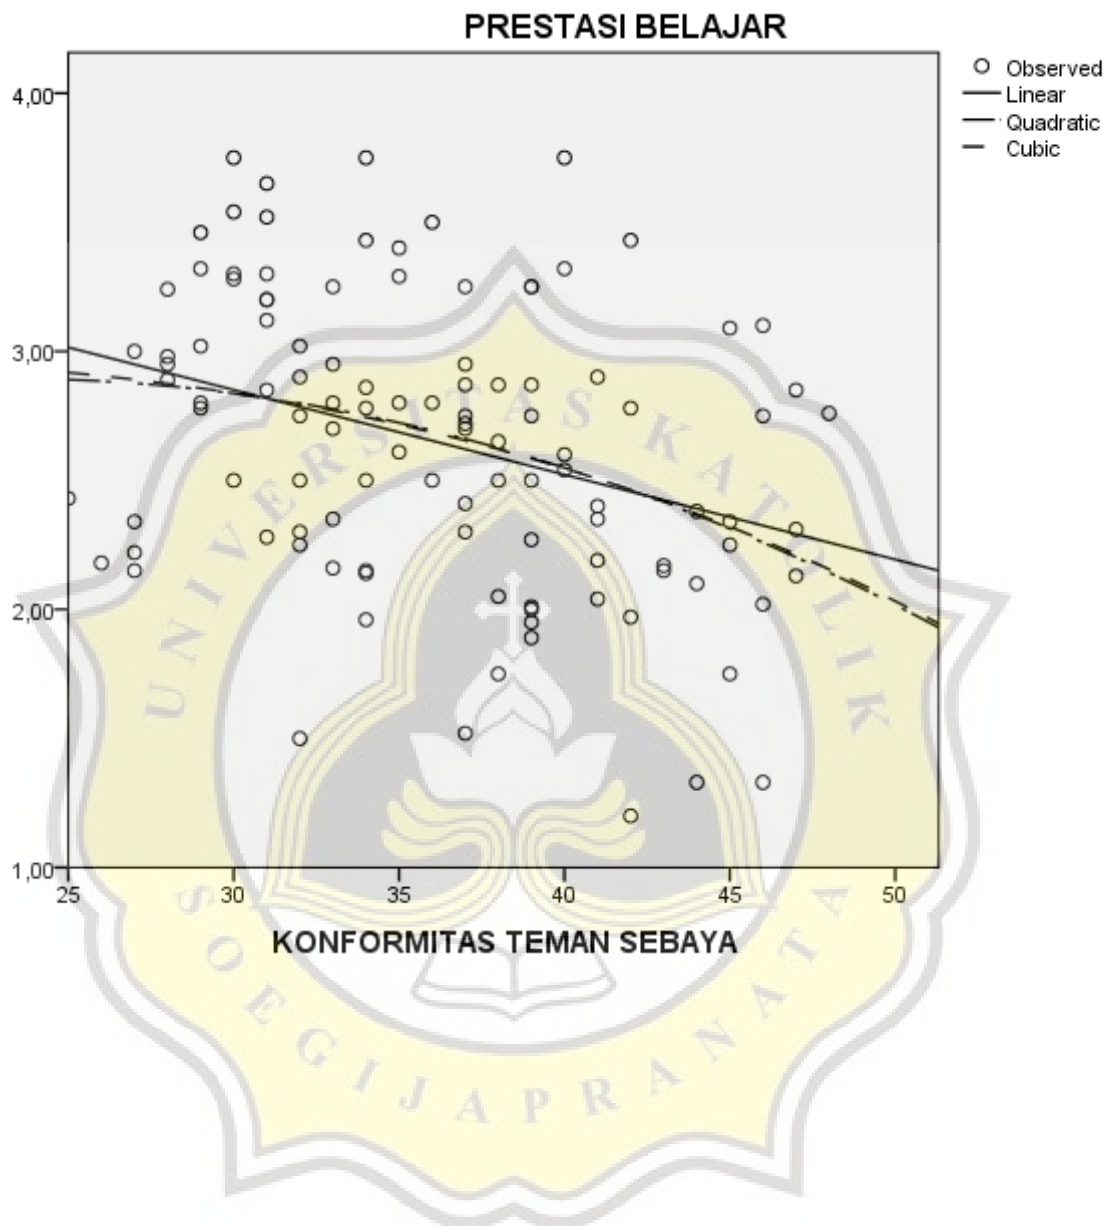 PRESTASI BELAJAR
Observed
Linear
Quadratic
Cubic
4,00
3,00
2,00
1,00
25
30
35
40
45
50
KONFORMITAS TEMAN SEBAYA
UNIVERSITAS KATOLIK
SOEGIJAPRANATA